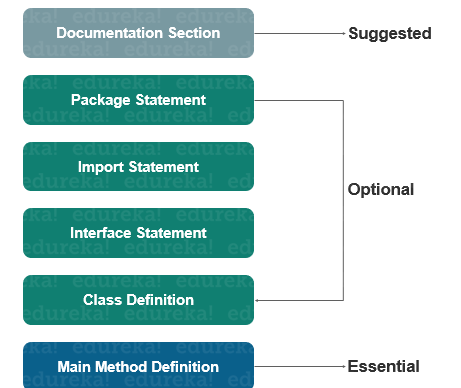 Documentation Section
Suggested
Package Statement
Import Statement
Optional
Interface Statement
Class Definition
Main Method Definition
Essential